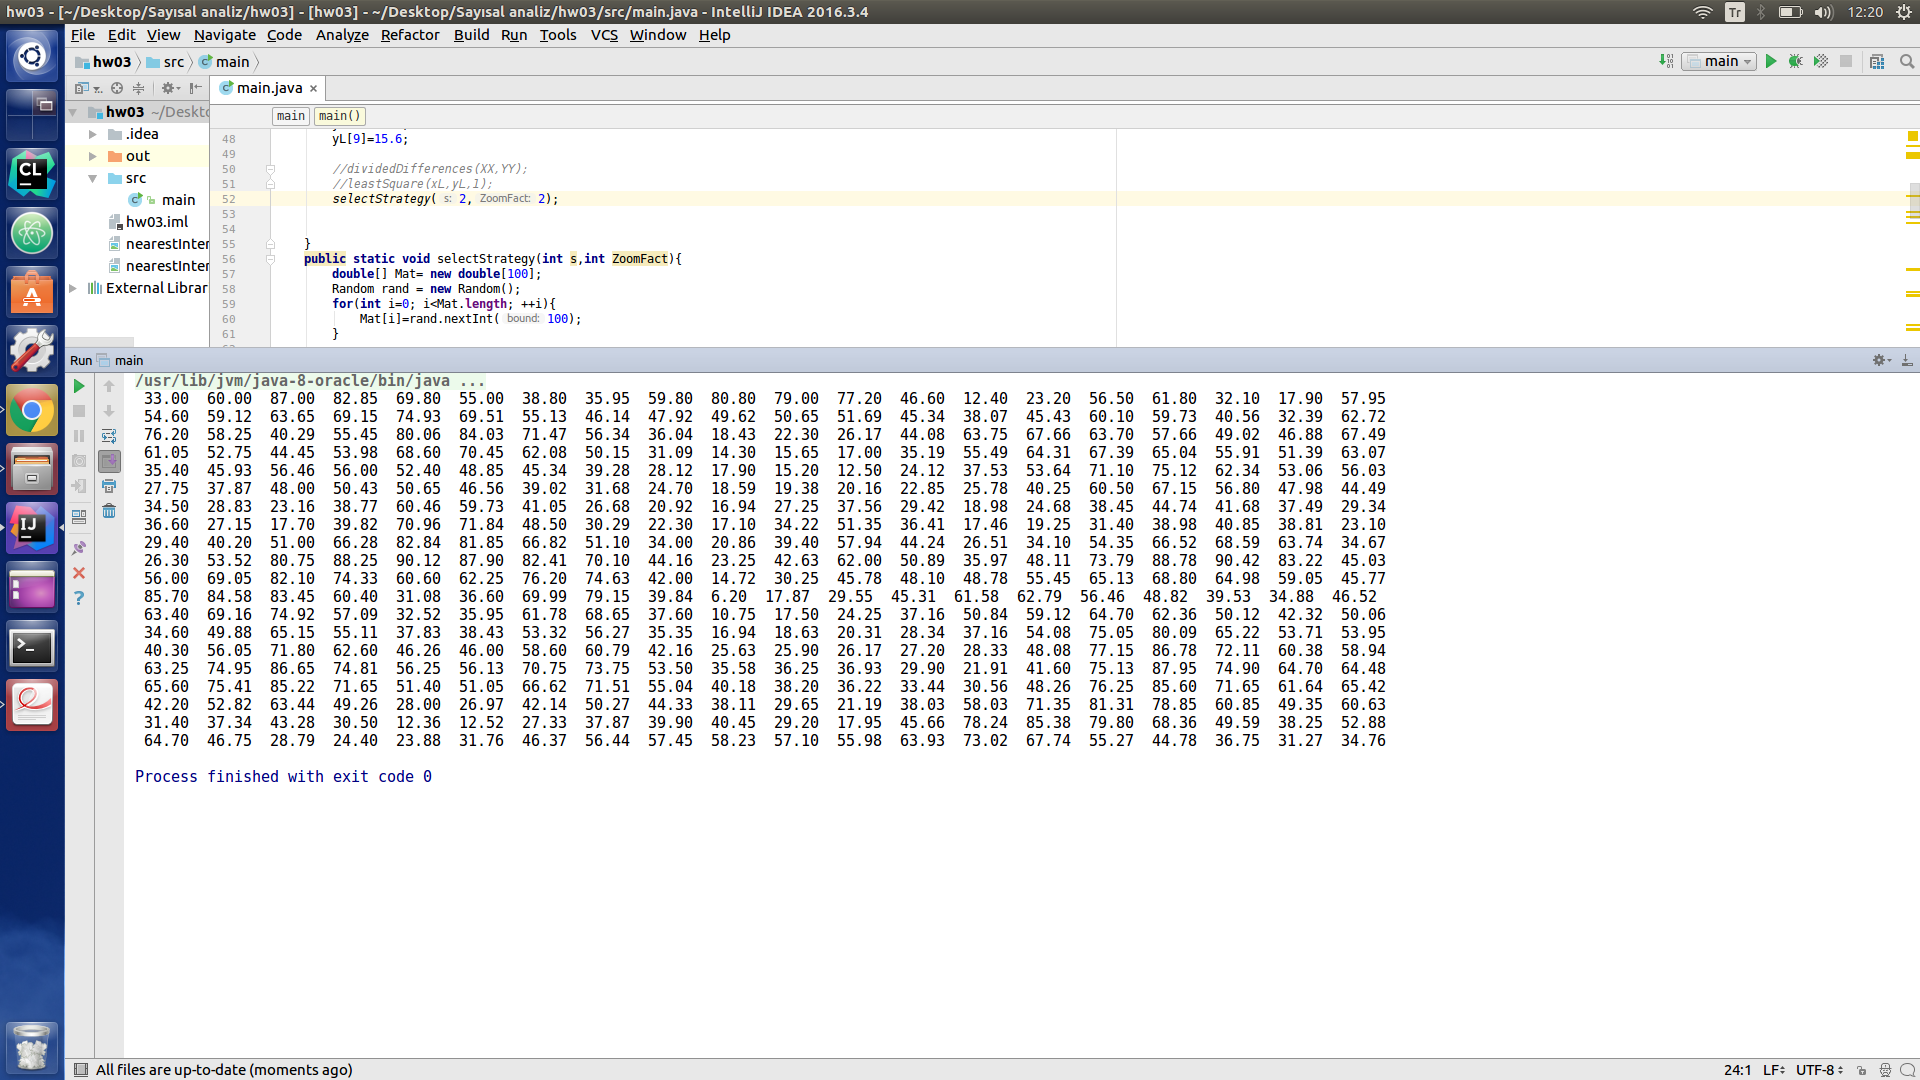 hw03 - [~/Desktop/Sayısal analiz/hw03] - [hw03] - ~/Desktop/Sayısal analiz/hw03/src/main.java - IntelliJ IDEA 2016.3.4
Tr
12:20
File Edit View Navigate Code Analyze Refactor Build Run Tools VCS Window Help
hw03 src main
main
main.java
hw03 ~/Deskto
.idea
out
src
main
hw03.iml
nearestInter
nearestInter
External Librar
main main()
48 yL[9]=15.6;
49
50 //dividedDifferences(XX,YY);
51 //leastSquare(xL,yL,1);
52 selectStrategy( s: 2, ZoomFact: 2);
53
54
55 }
56 public static void selectStrategy(int s,int ZoomFact){
57 double[] Mat= new double[100];
58 Random rand = new Random();
59 for(int i=0; i<Mat.length; ++i){
60 Mat[i]=rand.nextInt( bound: 100);
61 }
Run main
/usr/lib/jvm/java-8-oracle/bin/java ...
33.00 60.00 87.00 82.85 69.80 55.00 38.80 35.95 59.80 80.80 79.00 77.20 46.60 12.40 23.20 56.50 61.80 32.10 17.90 57.95
54.60 59.12 63.65 69.15 74.93 69.51 55.13 46.14 47.92 49.62 50.65 51.69 45.34 38.07 45.43 60.10 59.73 40.56 32.39 62.72
76.20 58.25 40.29 55.45 80.06 84.03 71.47 56.34 36.04 18.43 22.30 26.17 44.08 63.75 67.66 63.70 57.66 49.02 46.88 67.49
61.05 52.75 44.45 53.98 68.60 70.45 62.08 50.15 31.09 14.30 15.65 17.00 35.19 55.49 64.31 67.39 65.04 55.91 51.39 63.07
35.40 45.93 56.46 56.00 52.40 48.85 45.34 39.28 28.12 17.90 15.20 12.50 24.12 37.53 53.64 71.10 75.12 62.34 53.06 56.03
27.75 37.87 48.00 50.43 50.65 46.56 39.02 31.68 24.70 18.59 19.38 20.16 22.85 25.78 40.25 60.50 67.15 56.80 47.98 44.49
34.50 28.83 23.16 38.77 60.46 59.73 41.05 26.68 20.92 16.94 27.25 37.56 29.42 18.98 24.68 38.45 44.74 41.68 37.49 29.34
36.60 27.15 17.70 39.82 70.96 71.84 48.50 30.29 22.30 17.10 34.22 51.35 36.41 17.46 19.25 31.40 38.98 40.85 38.81 23.10
29.40 40.20 51.00 66.28 82.84 81.85 66.82 51.10 34.00 20.86 39.40 57.94 44.24 26.51 34.10 54.35 66.52 68.59 63.74 34.67
26.30 53.52 80.75 88.25 90.12 87.90 82.41 70.10 44.16 23.25 42.63 62.00 50.89 35.97 48.11 73.79 88.78 90.42 83.22 45.03
56.00 69.05 82.10 74.33 60.60 62.25 76.20 74.63 42.00 14.72 30.25 45.78 48.10 48.78 55.45 65.13 68.80 64.98 59.05 45.77
85.70 84.58 83.45 60.40 31.08 36.60 69.99 79.15 39.84 6.20 17.87 29.55 45.31 61.58 62.79 56.46 48.82 39.53 34.88 46.52
63.40 69.16 74.92 57.09 32.52 35.95 61.78 68.65 37.60 10.75 17.50 24.25 37.16 50.84 59.12 64.70 62.36 50.12 42.32 50.06
34.60 49.88 65.15 55.11 37.83 38.43 53.32 56.27 35.35 16.94 18.63 20.31 28.34 37.16 54.08 75.05 80.09 65.22 53.71 53.95
40.30 56.05 71.80 62.60 46.26 46.00 58.60 60.79 42.16 25.63 25.90 26.17 27.20 28.33 48.08 77.15 86.78 72.11 60.38 58.94
63.25 74.95 86.65 74.81 56.25 56.13 70.75 73.75 53.50 35.58 36.25 36.93 29.90 21.91 41.60 75.13 87.95 74.90 64.70 64.48
65.60 75.41 85.22 71.65 51.40 51.05 66.62 71.51 55.04 40.18 38.20 36.22 33.44 30.56 48.26 76.25 85.60 71.65 61.64 65.42
42.20 52.82 63.44 49.26 28.00 26.97 42.14 50.27 44.33 38.11 29.65 21.19 38.03 58.03 71.35 81.31 78.85 60.85 49.35 60.63
31.40 37.34 43.28 30.50 12.36 12.52 27.33 37.87 39.90 40.45 29.20 17.95 45.66 78.24 85.38 79.80 68.36 49.59 38.25 52.88
64.70 46.75 28.79 24.40 23.88 31.76 46.37 56.44 57.45 58.23 57.10 55.98 63.93 73.02 67.74 55.27 44.78 36.75 31.27 34.76
Process finished with exit code 0
All files are up-to-date (moments ago)
24:1 LF UTF-8